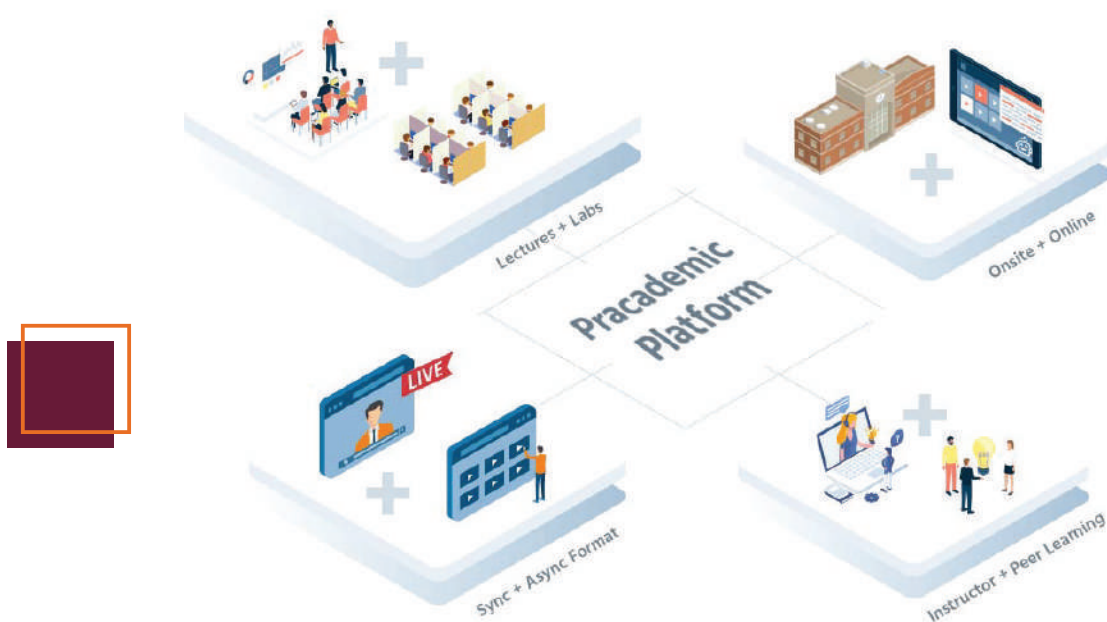 Lectures + Labs
Onsite + Online
Pracademic
Platform
LIVE
Sync + Async Format
Instructor + Peer Learning